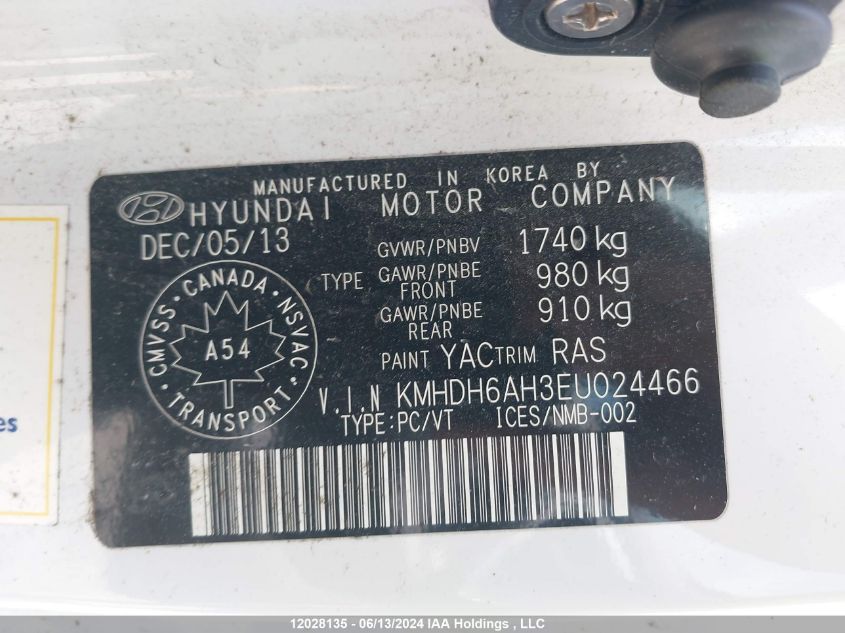 MANUFACTURED IN KOREA BY
HYUNDAI MOTOR COMPANY
DEC/05/13
GVWR/PNBV 1740 kg
TYPE GAWR/PNBE FRONT 980 kg
GAWR/PNBE REAR 910 kg
PAINT YAC TRIM RAS
CMVSS · CANADA · NSVAC
A54
· TRANSPORT ·
V.I.N KMHDH6AH3EU024466
TYPE:PC/VT ICES/NMB-002
es
12028135 - 06/13/2024 IAA Holdings , LLC